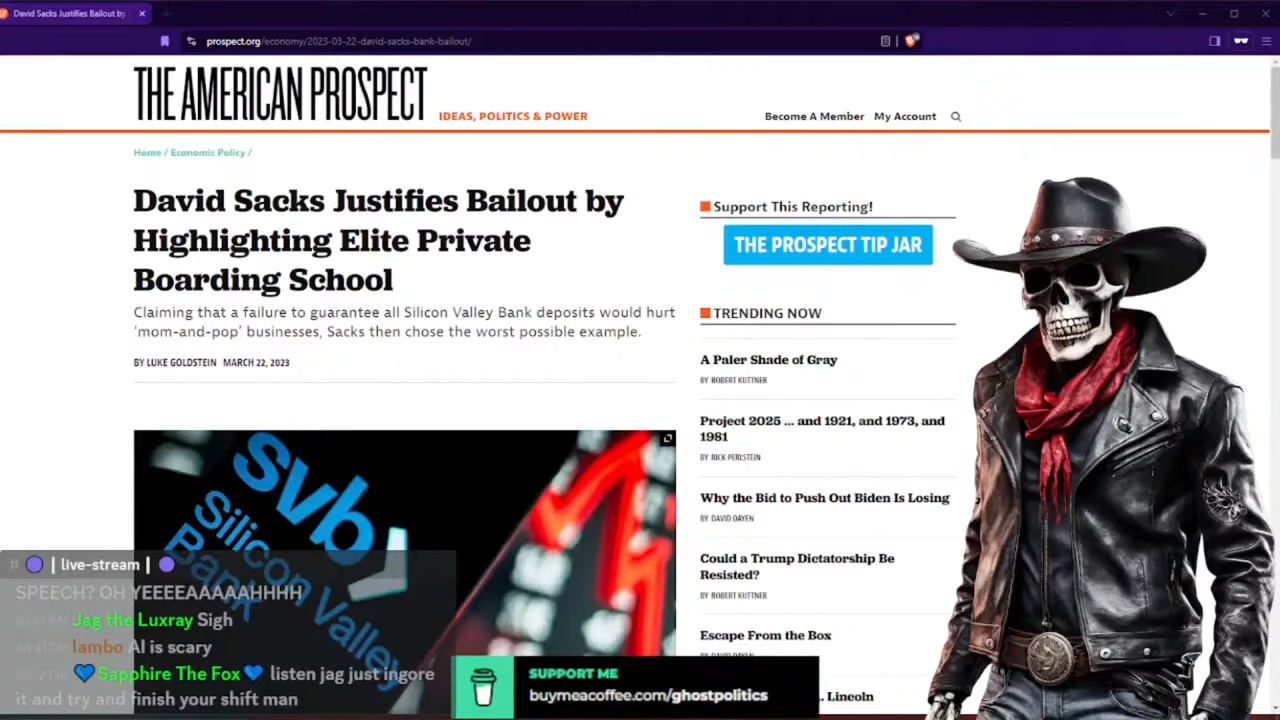 David Sacks Justifies Bailout by
prospect.org/economy/2023-03-22-david-sacks-bank-bailout/
THE AMERICAN PROSPECT
IDEAS, POLITICS & POWER
Become A Member My Account
Home / Economic Policy /
David Sacks Justifies Bailout by
Highlighting Elite Private
Boarding School
Claiming that a failure to guarantee all Silicon Valley Bank deposits would hurt
‘mom-and-pop’ businesses, Sacks then chose the worst possible example.
BY LUKE GOLDSTEIN MARCH 22, 2023
Support This Reporting!
THE PROSPECT TIP JAR
TRENDING NOW
A Paler Shade of Gray
BY ROBERT KUTTNER
Project 2025 ... and 1921, and 1973, and
1981
BY RICK PERLSTEIN
Why the Bid to Push Out Biden Is Losing
BY DAVID DAYEN
Could a Trump Dictatorship Be
Resisted?
BY ROBERT KUTTNER
Escape From the Box
BY DAVID DAYEN
Lincoln
svb
Silicon Valley
Bank
# | live-stream |
SPEECH? OH YEEEEAAAAAHHHH
Jag the Luxray Sigh
lambo AI is scary
Sapphire The Fox listen jag just ingore
it and try and finish your shift man
SUPPORT ME
buymeacoffee.com/ghostpolitics